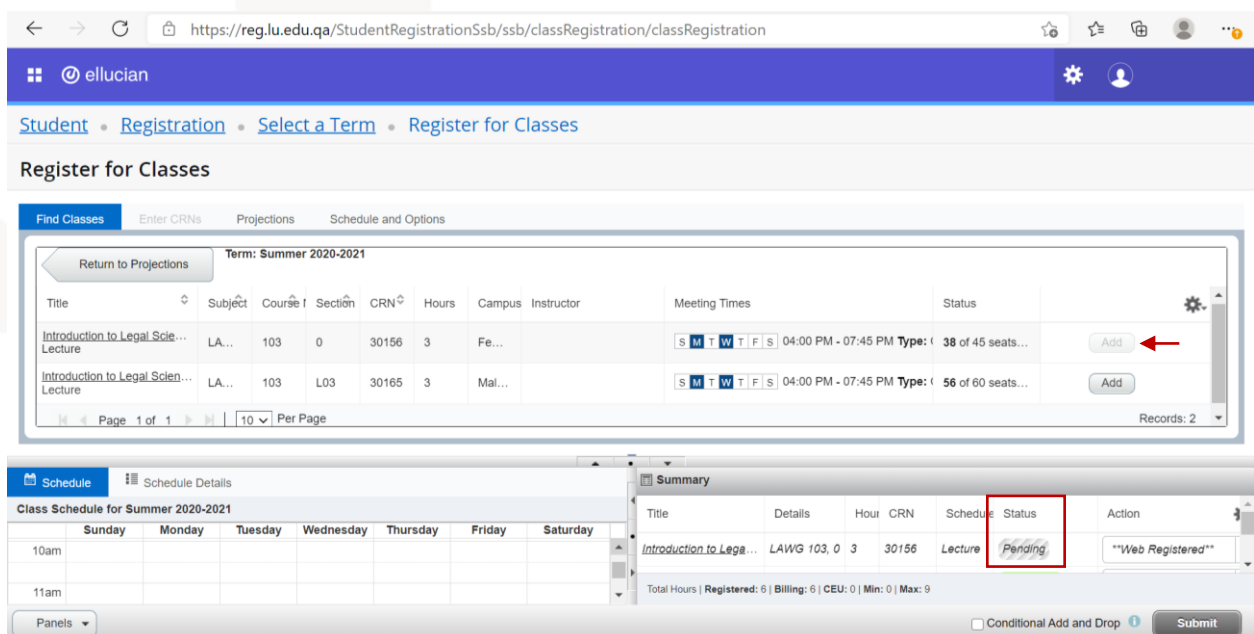 https://reg.lu.edu.qa/StudentRegistrationSsb/ssb/classRegistration/classRegistration
ellucian
Student • Registration • Select a Term • Register for Classes
Register for Classes
Find Classes Enter CRNs Projections Schedule and Options
Return to Projections Term: Summer 2020-2021
Title Subject Course Section CRN Hours Campus Instructor Meeting Times Status
Introduction to Legal Scie... LA... 103 0 30156 3 Fe... S M T W T F S 04:00 PM - 07:45 PM Type: 38 of 45 seats... Add
Lecture
Introduction to Legal Scien... LA... 103 L03 30165 3 Mal... S M T W T F S 04:00 PM - 07:45 PM Type: 56 of 60 seats... Add
Lecture
Page 1 of 1 10 Per Page Records: 2
Schedule Schedule Details
Class Schedule for Summer 2020-2021
Sunday Monday Tuesday Wednesday Thursday Friday Saturday
10am
11am
Summary
Title Details Hour CRN Schedule Status Action
Introduction to Lega... LAWG 103, 0 3 30156 Lecture Pending **Web Registered**
Total Hours | Registered: 6 | Billing: 6 | CEU: 0 | Min: 0 | Max: 9
Panels Conditional Add and Drop Submit